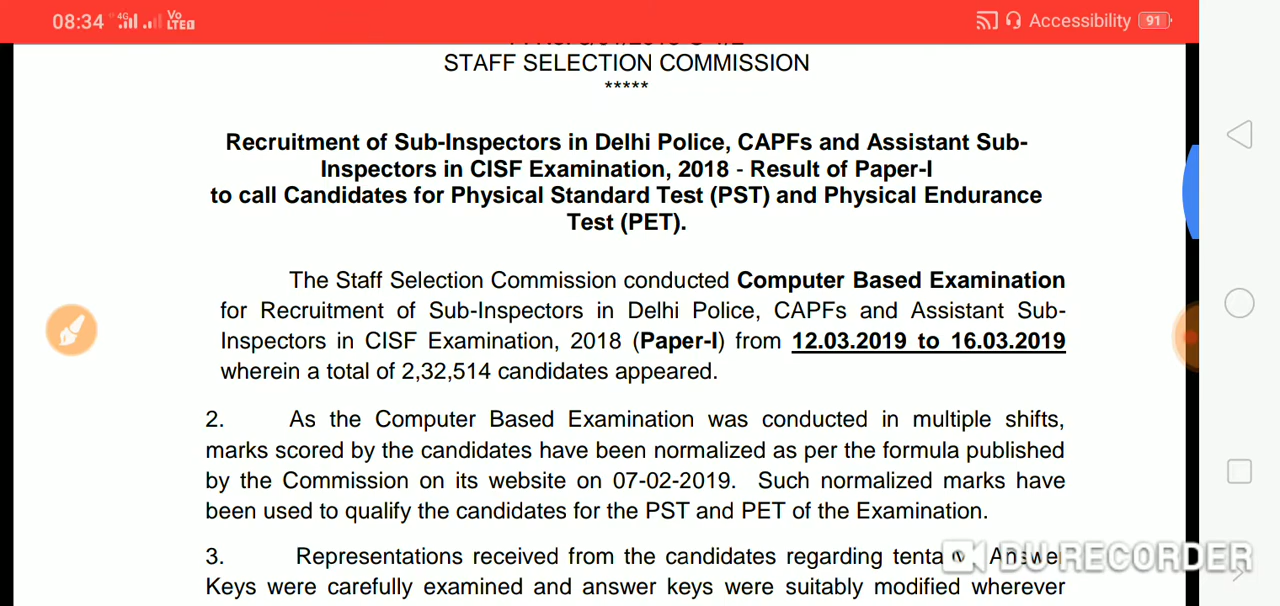 08:34 4G Vo LTE Accessibility 91
STAFF SELECTION COMMISSION
*****
Recruitment of Sub-Inspectors in Delhi Police, CAPFs and Assistant Sub-
Inspectors in CISF Examination, 2018 - Result of Paper-I
to call Candidates for Physical Standard Test (PST) and Physical Endurance
Test (PET).
The Staff Selection Commission conducted Computer Based Examination
for Recruitment of Sub-Inspectors in Delhi Police, CAPFs and Assistant Sub-
Inspectors in CISF Examination, 2018 (Paper-I) from 12.03.2019 to 16.03.2019
wherein a total of 2,32,514 candidates appeared.
2. As the Computer Based Examination was conducted in multiple shifts,
marks scored by the candidates have been normalized as per the formula published
by the Commission on its website on 07-02-2019. Such normalized marks have
been used to qualify the candidates for the PST and PET of the Examination.
3. Representations received from the candidates regarding Answer
DU RECORDER
Keys were carefully examined and answer keys were suitably modified wherever